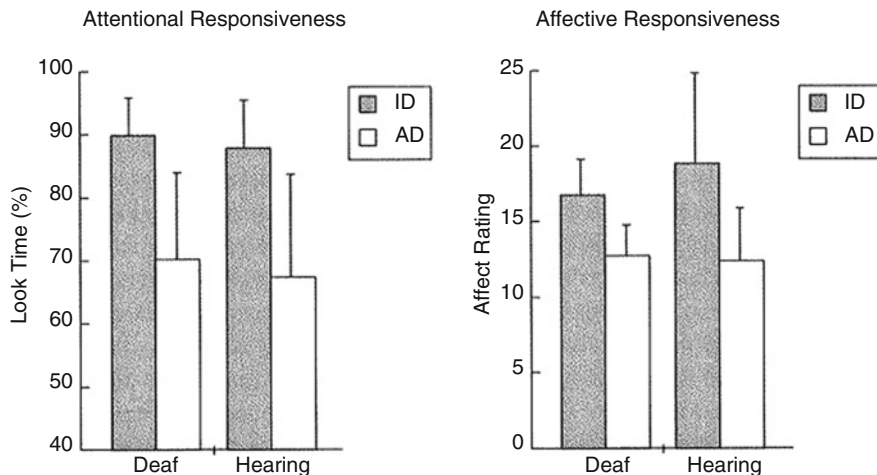 Attentional Responsiveness
100
90
80
70
60
50
40
Look Time (%)
ID
AD
Deaf
Hearing
Affective Responsiveness
25
20
15
10
5
0
Affect Rating
ID
AD
Deaf
Hearing